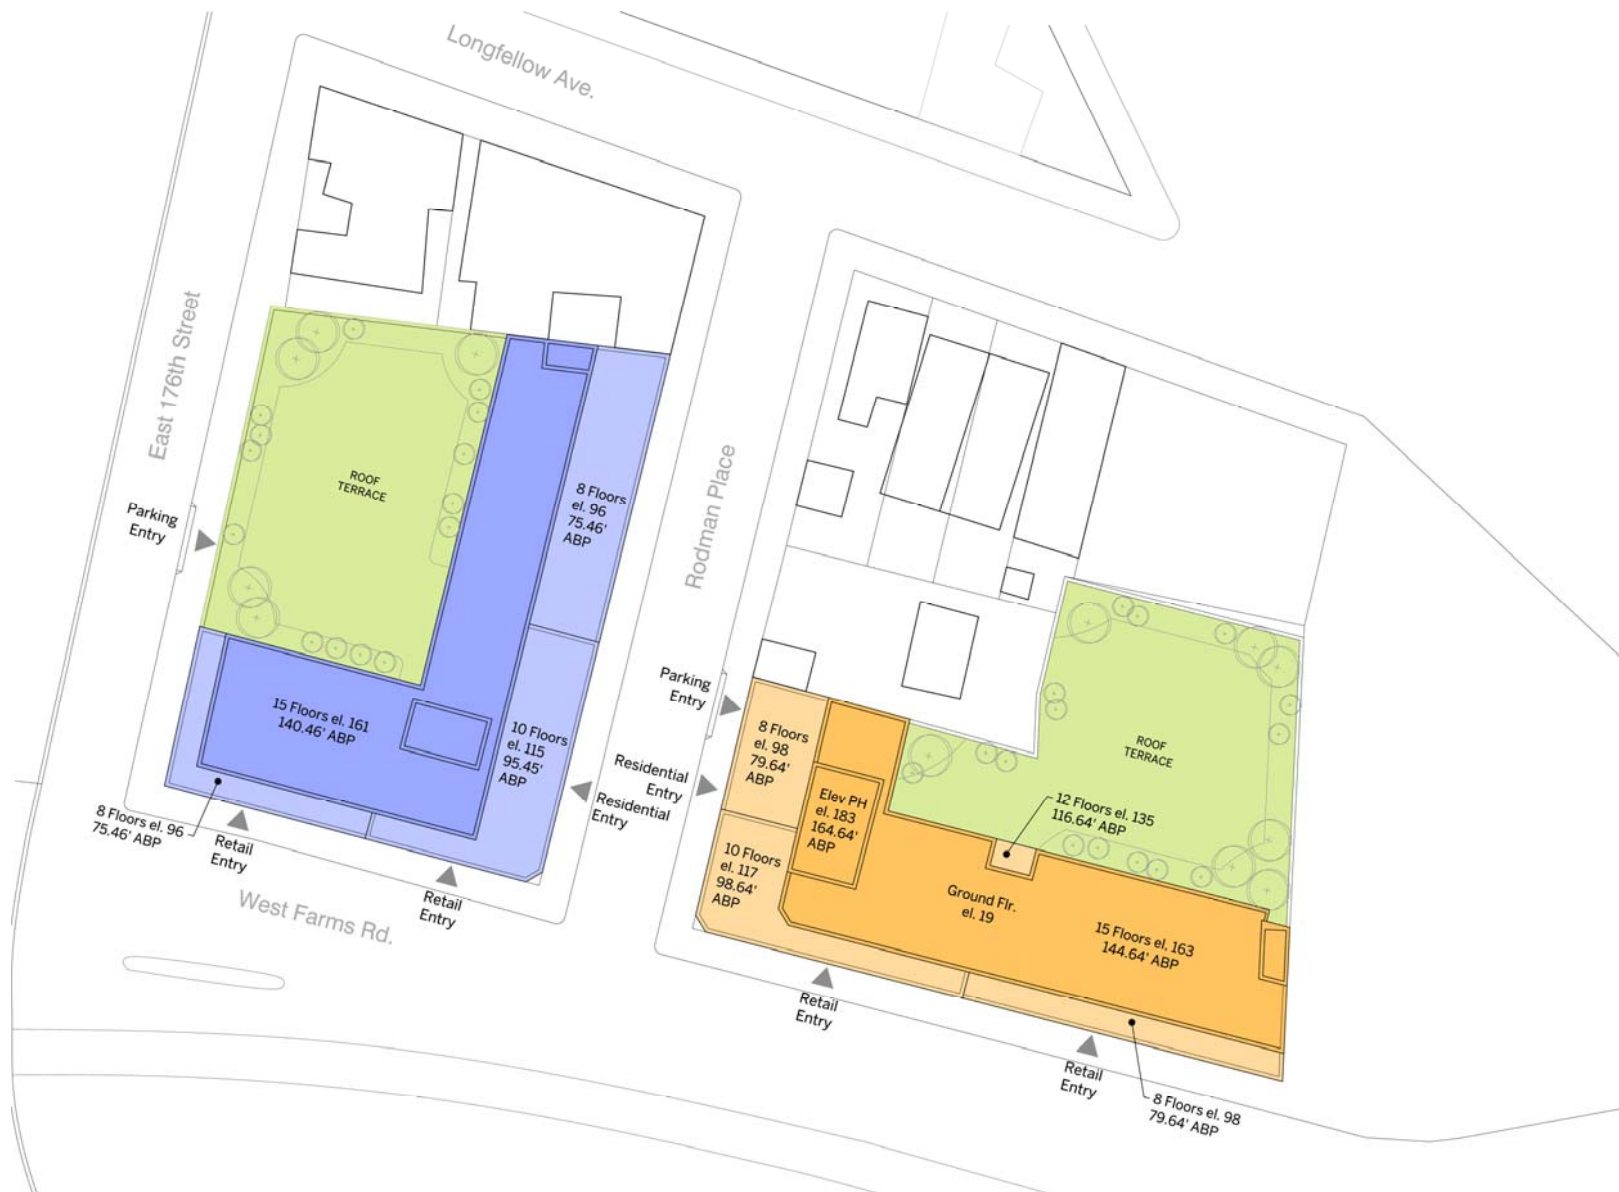 Longfellow Ave.
East 176th Street
ROOF
TERRACE
Parking
Entry
8 Floors
el. 96
75.46'
ABP
Rodman Place
15 Floors el. 161
140.46' ABP
10 Floors
el. 115
95.45'
ABP
8 Floors el. 96
75.46' ABP
Retail
Entry
Retail
Entry
West Farms Rd.
Residential
Entry
Parking
Entry
Residential
Entry
8 Floors
el. 98
79.64'
ABP
Elev PH
el. 183
164.64'
ABP
10 Floors
el. 117
98.64'
ABP
ROOF
TERRACE
12 Floors el. 135
116.64' ABP
Ground Flr.
el. 19
15 Floors el. 163
144.64' ABP
Retail
Entry
Retail
Entry
8 Floors el. 98
79.64' ABP